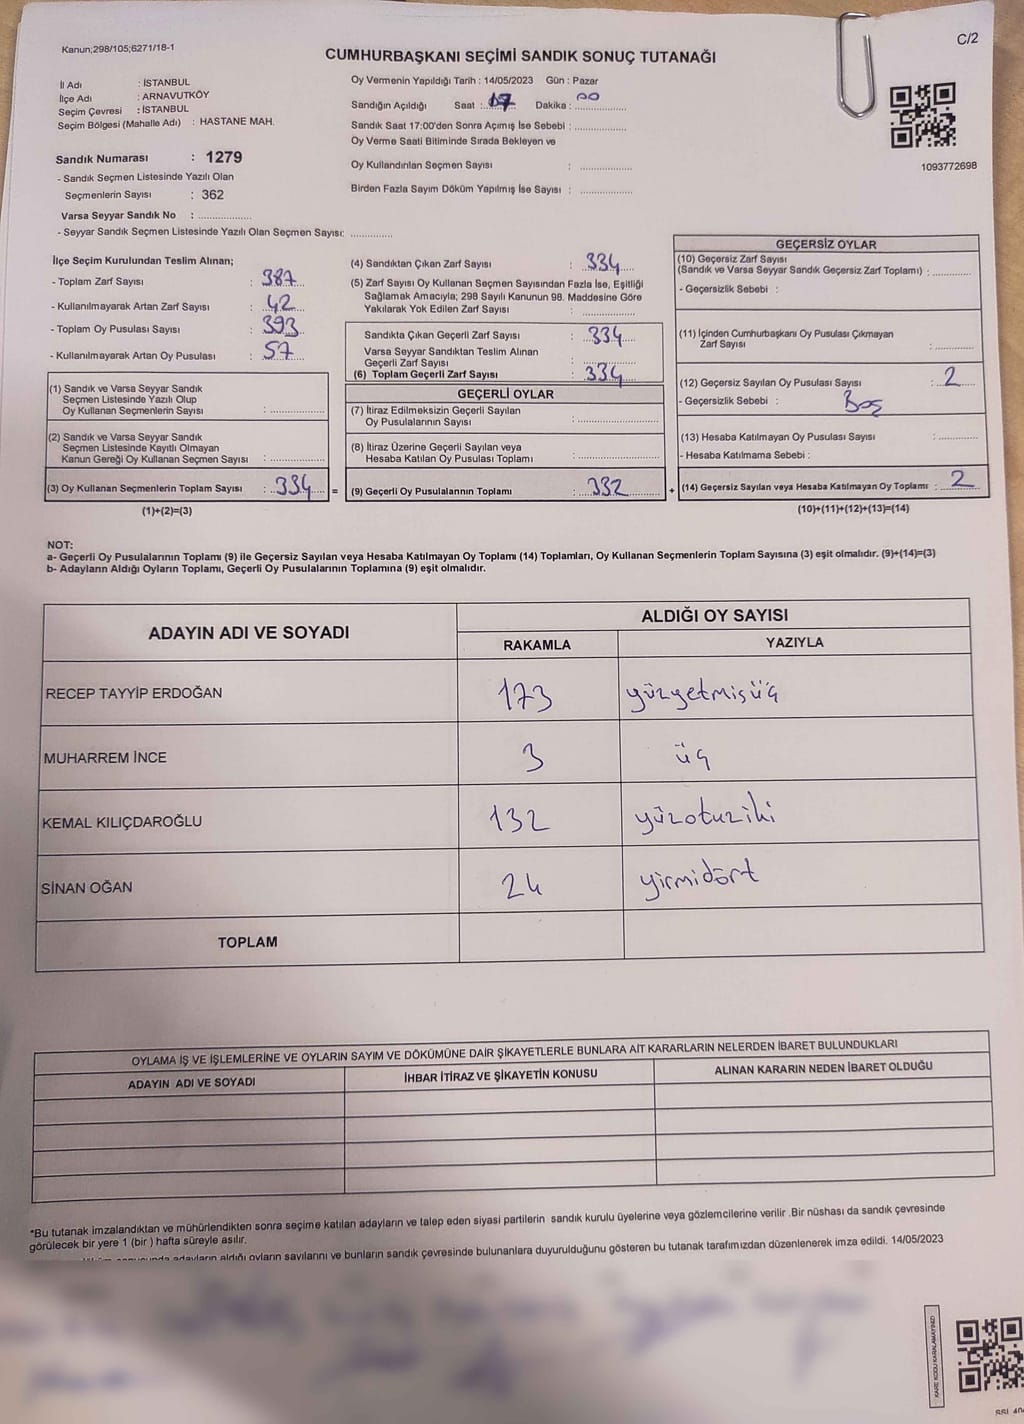 Kanun;298/105;6271/18-1
C/2
CUMHURBAŞKANI SEÇİMİ SANDIK SONUÇ TUTANAĞI
İl Adı : İSTANBUL
İlçe Adı : ARNAVUTKÖY
Seçim Çevresi : İSTANBUL
Seçim Bölgesi (Mahalle Adı) : HASTANE MAH.
Sandık Numarası : 1279
- Sandık Seçmen Listesinde Yazılı Olan
Seçmenlerin Sayısı : 362
Varsa Seyyar Sandık No : ..............
- Seyyar Sandık Seçmen Listesinde Yazılı Olan Seçmen Sayısı: ............
Oy Vermenin Yapıldığı Tarih : 14/05/2023 Gün : Pazar
Sandığın Açıldığı Saat : 17 Dakika : 00
Sandık Saat 17:00'den Sonra Açımış İse Sebebi : ..............
Oy Verme Saati Bitiminde Sırada Bekleyen ve
Oy Kullandırılan Seçmen Sayısı : ..............
Birden Fazla Sayım Döküm Yapılmış İse Sayısı : ..............
1093772698
İlçe Seçim Kurulundan Teslim Alınan;
- Toplam Zarf Sayısı : 387
- Kullanılmayarak Artan Zarf Sayısı : 42
- Toplam Oy Pusulası Sayısı : 393
- Kullanılmayarak Artan Oy Pusulası : 57
(1) Sandık ve Varsa Seyyar Sandık
Seçmen Listesinde Yazılı Olup
Oy Kullanan Seçmenlerin Sayısı : ..............
(2) Sandık ve Varsa Seyyar Sandık
Seçmen Listesinde Kayıtlı Olmayan
Kanun Gereği Oy Kullanan Seçmen Sayısı : ..............
(3) Oy Kullanan Seçmenlerin Toplam Sayısı : 334 =
(1)+(2)=(3)
(4) Sandıktan Çıkan Zarf Sayısı : 334
(5) Zarf Sayısı Oy Kullanan Seçmen Sayısından Fazla İse, Eşitliği
Sağlamak Amacıyla; 298 Sayılı Kanunun 98. Maddesine Göre
Yakılarak Yok Edilen Zarf Sayısı : ..............
Sandıkta Çıkan Geçerli Zarf Sayısı : 334
Varsa Seyyar Sandıktan Teslim Alınan
Geçerli Zarf Sayısı : ..............
(6) Toplam Geçerli Zarf Sayısı : 334
GEÇERLİ OYLAR
(7) İtiraz Edilmeksizin Geçerli Sayılan
Oy Pusulalarının Sayısı : ..............
(8) İtiraz Üzerine Geçerli Sayılan veya
Hesaba Katılan Oy Pusulası Toplamı : ..............
(9) Geçerli Oy Pusulalarının Toplamı : 332 +
GEÇERSİZ OYLAR
(10) Geçersiz Zarf Sayısı
(Sandık ve Varsa Seyyar Sandık Geçersiz Zarf Toplamı) : ..........
- Geçersizlik Sebebi :
(11) İçinden Cumhurbaşkanı Oy Pusulası Çıkmayan
Zarf Sayısı : ..........
(12) Geçersiz Sayılan Oy Pusulası Sayısı : 2
- Geçersizlik Sebebi : Boş
(13) Hesaba Katılmayan Oy Pusulası Sayısı : ..........
- Hesaba Katılmama Sebebi :
(14) Geçersiz Sayılan veya Hesaba Katılmayan Oy Toplamı : 2
(10)+(11)+(12)+(13)=(14)
NOT:
a- Geçerli Oy Pusulalarının Toplamı (9) ile Geçersiz Sayılan veya Hesaba Katılmayan Oy Toplamı (14) Toplamları, Oy Kullanan Seçmenlerin Toplam Sayısına (3) eşit olmalıdır. (9)+(14)=(3)
b- Adayların Aldığı Oyların Toplamı, Geçerli Oy Pusulalarının Toplamına (9) eşit olmalıdır.
ADAYIN ADI VE SOYADI
ALDIĞI OY SAYISI
RAKAMLA YAZIYLA
RECEP TAYYİP ERDOĞAN 173 yüzyetmişüç
MUHARREM İNCE 3 üç
KEMAL KILIÇDAROĞLU 132 yüzotuziki
SİNAN OĞAN 24 yirmidört
TOPLAM
OYLAMA İŞ VE İŞLEMLERİNE VE OYLARIN SAYIM VE DÖKÜMÜNE DAİR ŞİKAYETLERLE BUNLARA AİT KARARLARIN NELERDEN İBARET BULUNDUKLARI
ADAYIN ADI VE SOYADI İHBAR İTİRAZ VE ŞİKAYETİN KONUSU ALINAN KARARIN NEDEN İBARET OLDUĞU
*Bu tutanak imzalandıktan ve mühürlendikten sonra seçime katılan adayların ve talep eden siyasi partilerin sandık kurulu üyelerine veya gözlemcilerine verilir .Bir nüshası da sandık çevresinde
görülecek bir yere 1 (bir ) hafta süreyle asılır.
adayların aldığı oyların sayılarını ve bunların sandık çevresinde bulunanlara duyurulduğunu gösteren bu tutanak tarafımızdan düzenlenerek imza edildi. 14/05/2023
KARE KODU KARALAMAYINIZ!